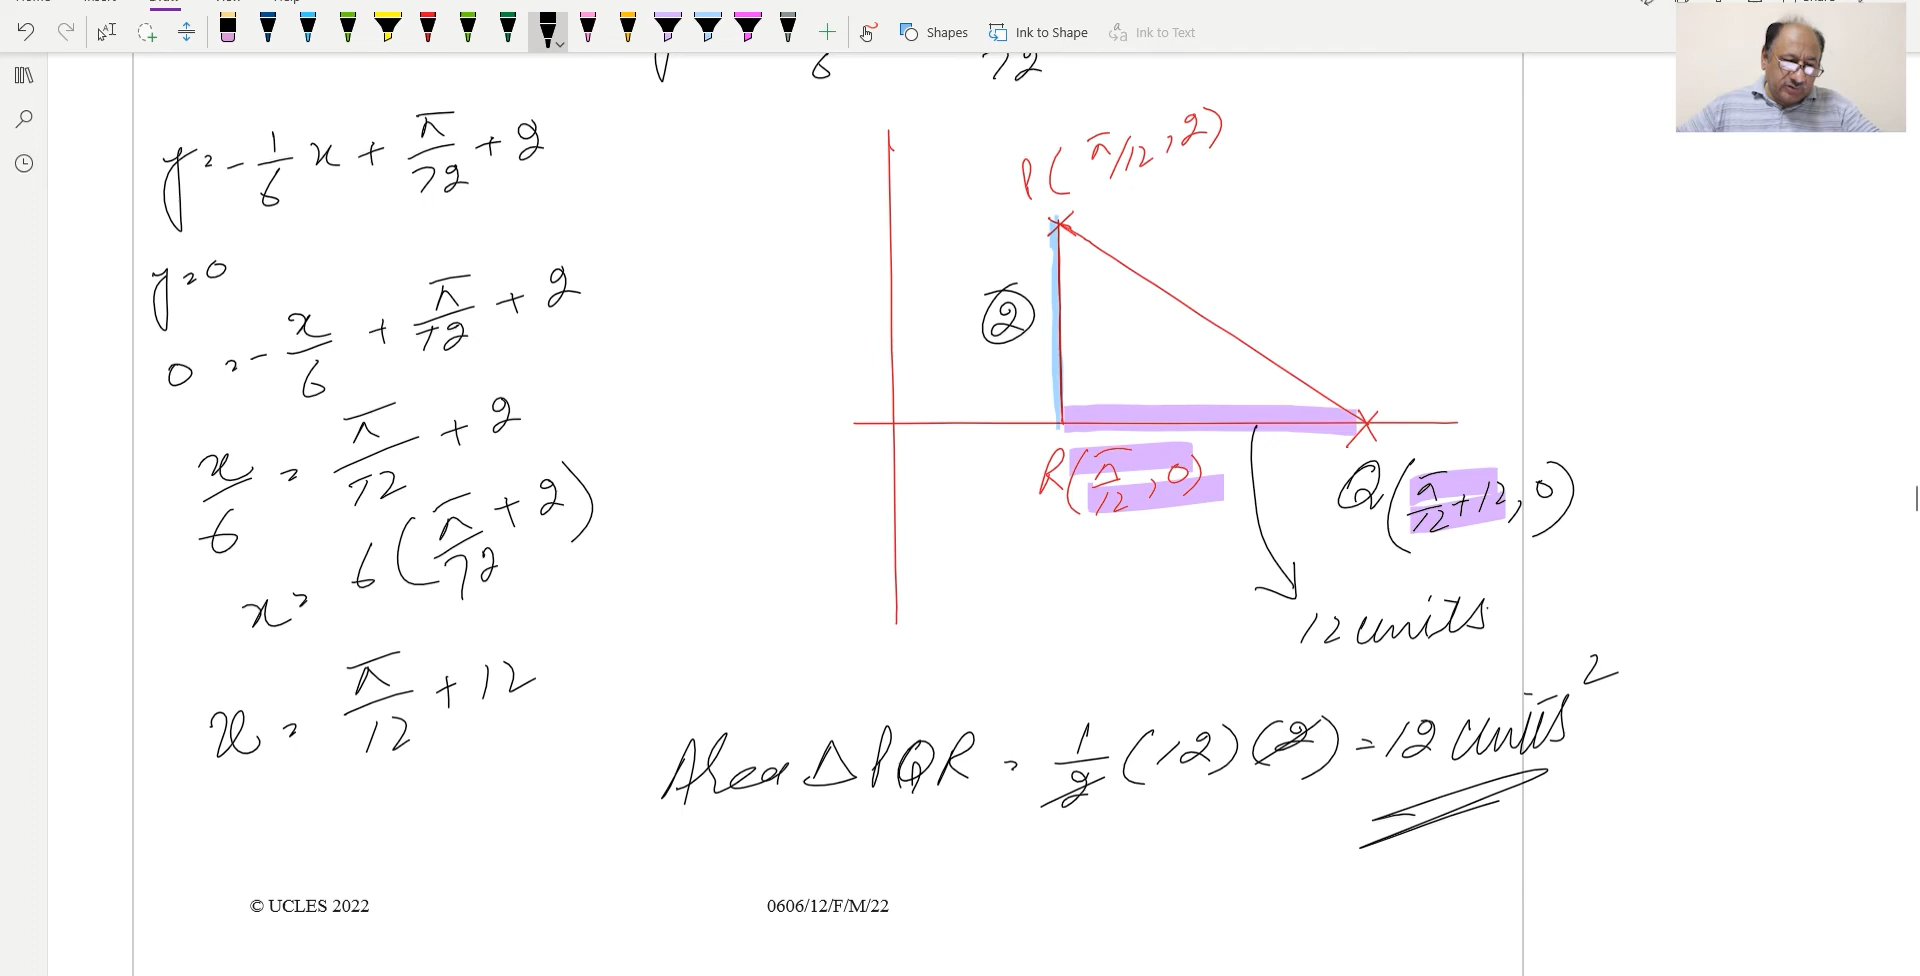 Shapes
Ink to Shape
Ink to Text
6 72
y = -1/6 x + π/72 + 2
y = 0
0 = -x/6 + π/72 + 2
x/6 = π/72 + 2
x = 6(π/72 + 2)
x = π/12 + 12
P(π/12, 2)
②
R(π/12, 0)
Q(π/12 + 12, 0)
12 units
Area Δ PQR = 1/2 (12)(2) = 12 units²
© UCLES 2022
0606/12/F/M/22